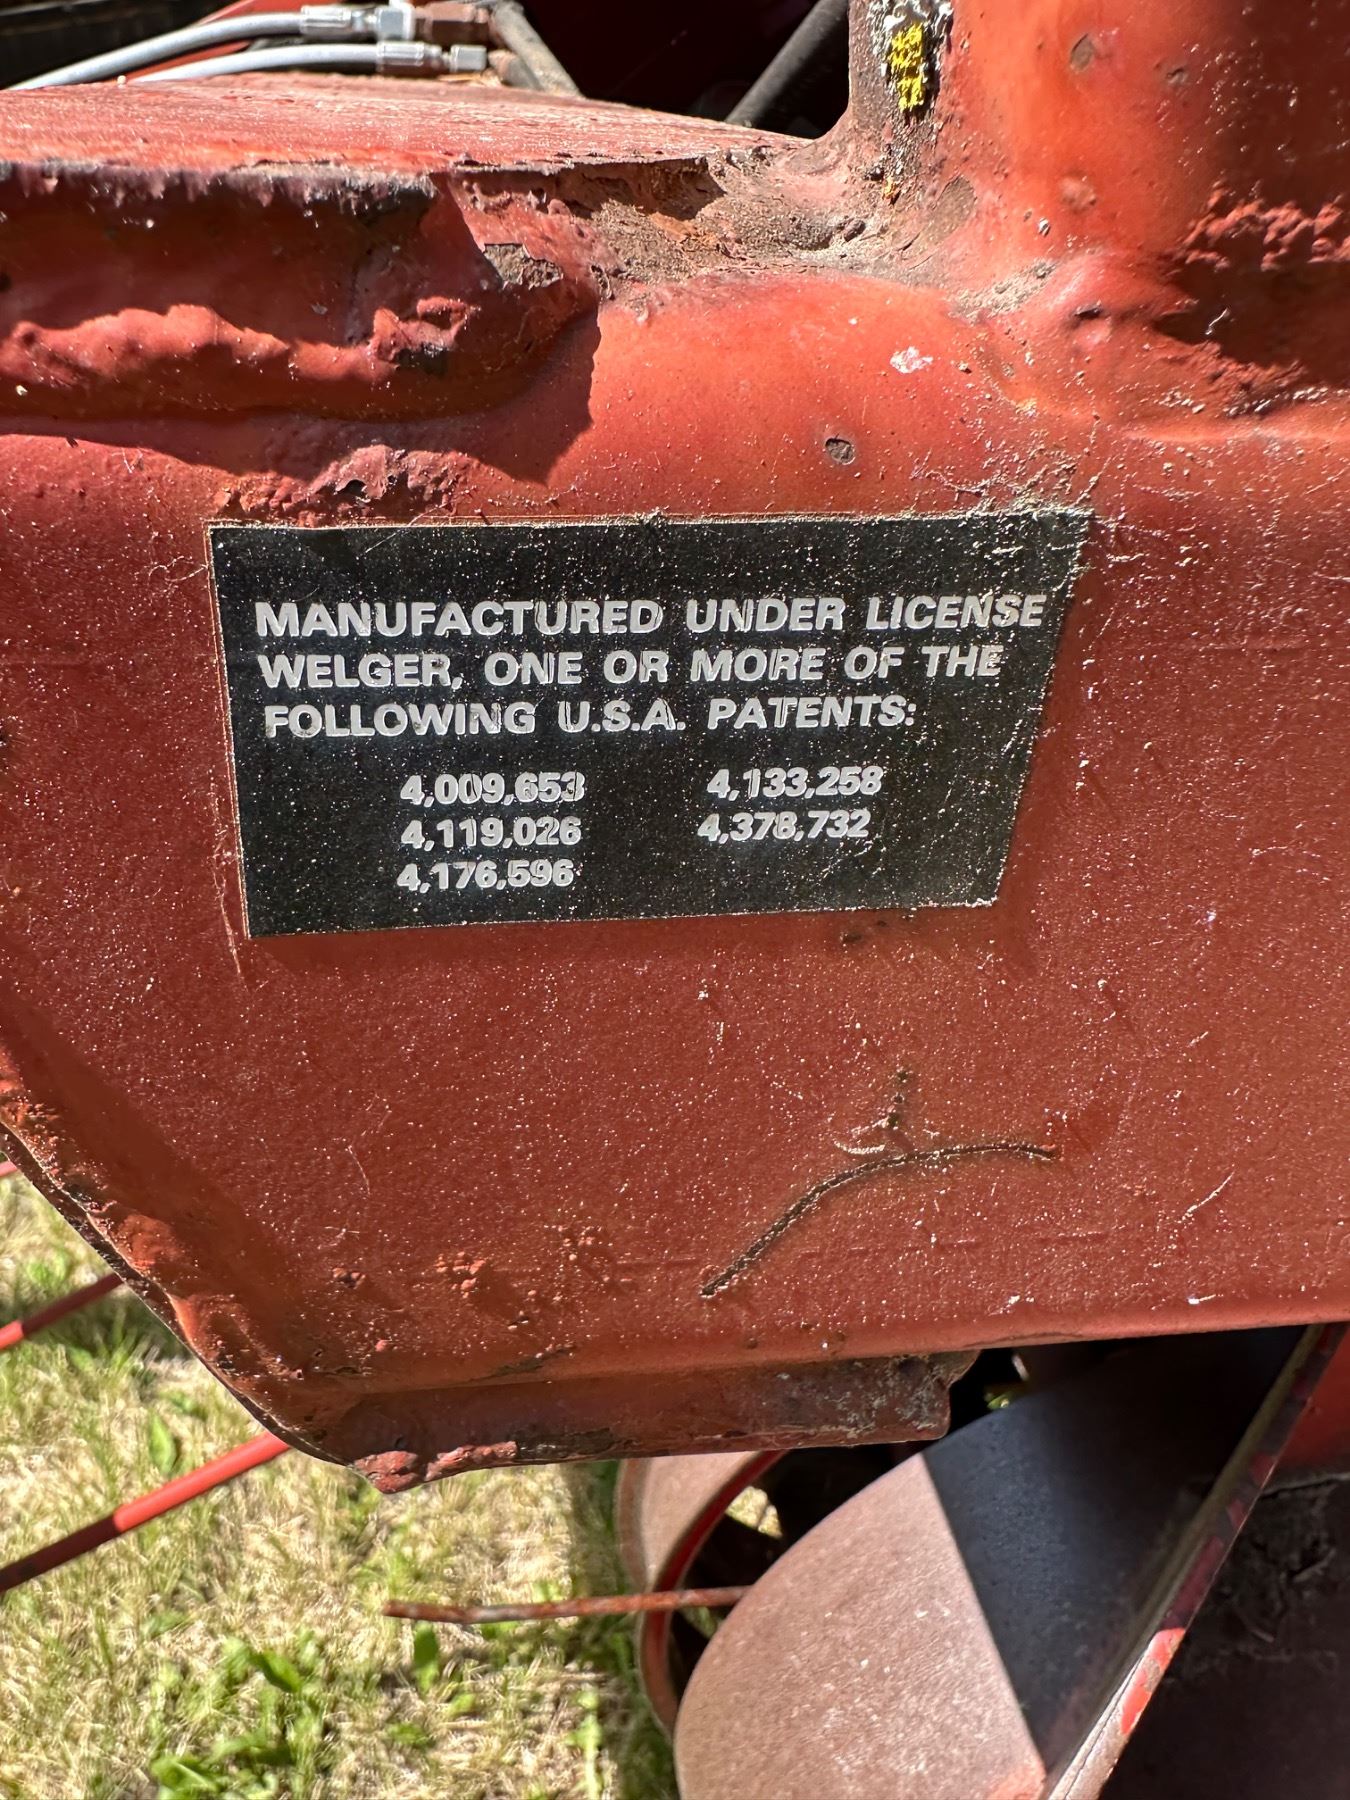 MANUFACTURED UNDER LICENSE
WELGER, ONE OR MORE OF THE
FOLLOWING U.S.A. PATENTS:
4,009,653 4,133,258
4,119,026 4,378,732
4,176,596